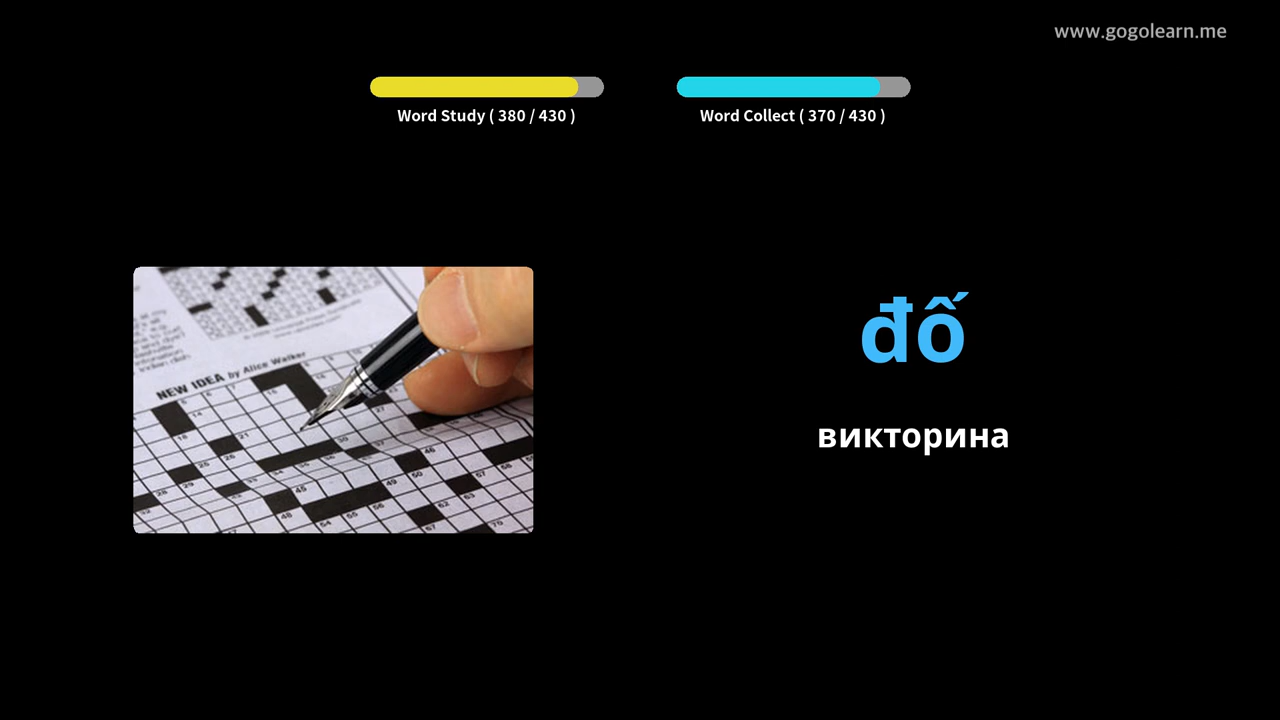 www.gogolearn.me
Word Study ( 380 / 430 )
Word Collect ( 370 / 430 )
NEW IDEA by Alice Walker
đố
викторина